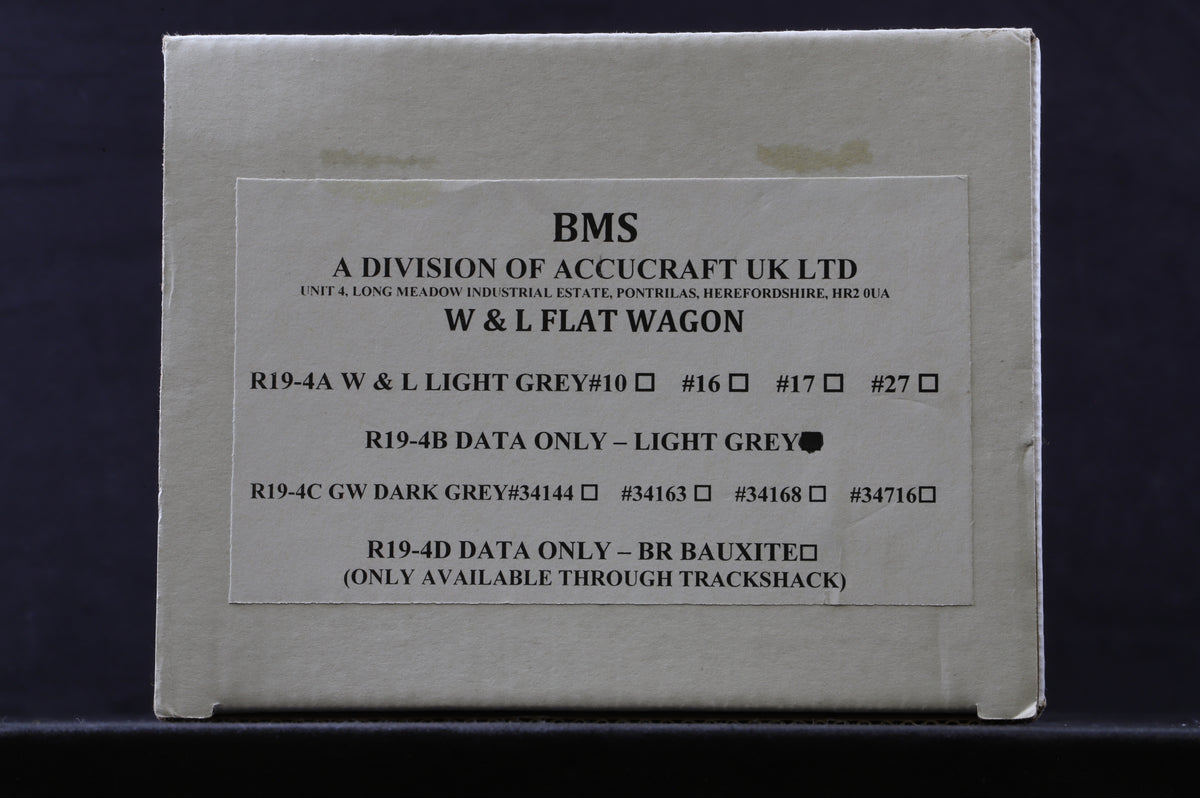 BMS
A DIVISION OF ACCUCRAFT UK LTD
UNIT 4, LONG MEADOW INDUSTRIAL ESTATE, PONTRILAS, HEREFORDSHIRE, HR2 0UA
W & L FLAT WAGON
R19-4A W & L LIGHT GREY#10 ☐ #16 ☐ #17 ☐ #27 ☐
R19-4B DATA ONLY – LIGHT GREY■
R19-4C GW DARK GREY#34144 ☐ #34163 ☐ #34168 ☐ #34716☐
R19-4D DATA ONLY – BR BAUXITE☐
(ONLY AVAILABLE THROUGH TRACKSHACK)